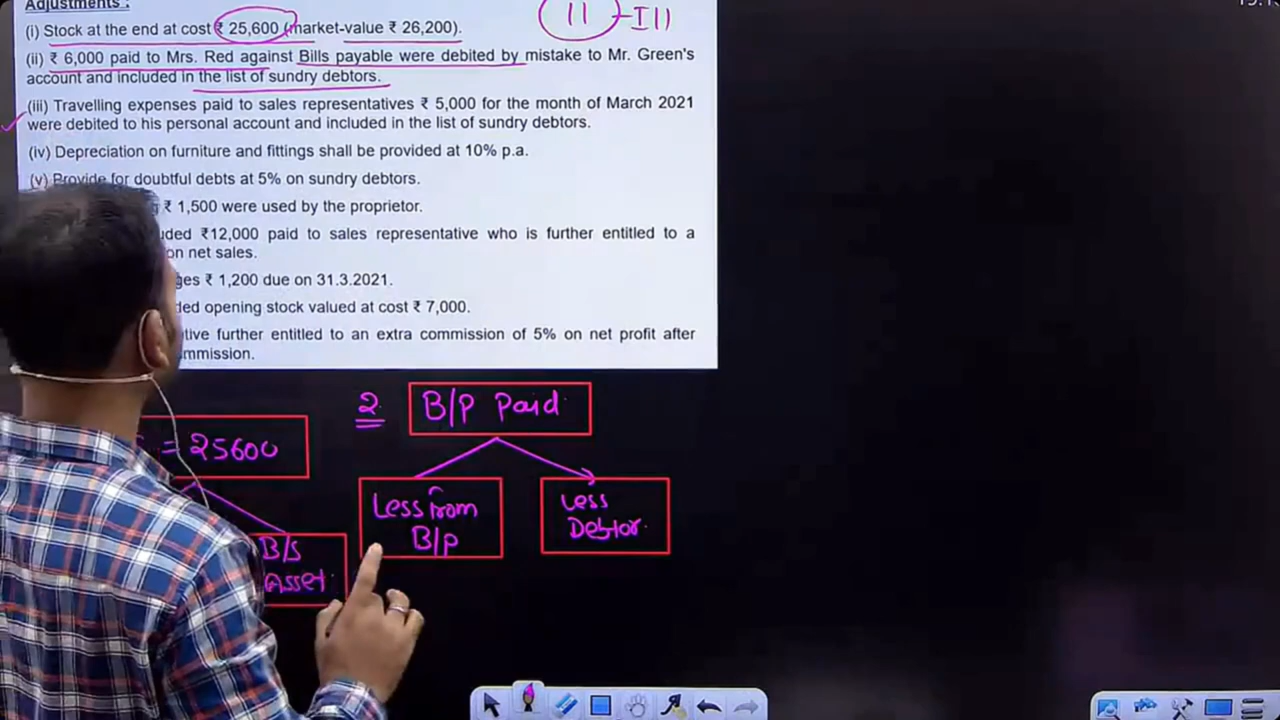 Adjustments :
(i) Stock at the end at cost ₹ 25,600 (market-value ₹ 26,200).
(ii) ₹ 6,000 paid to Mrs. Red against Bills payable were debited by mistake to Mr. Green's
account and included in the list of sundry debtors.
(iii) Travelling expenses paid to sales representatives ₹ 5,000 for the month of March 2021
were debited to his personal account and included in the list of sundry debtors.
(iv) Depreciation on furniture and fittings shall be provided at 10% p.a.
(v) Provide for doubtful debts at 5% on sundry debtors.
₹ 1,500 were used by the proprietor.
₹12,000 paid to sales representative who is further entitled to a
on net sales.
₹ 1,200 due on 31.3.2021.
opening stock valued at cost ₹ 7,000.
further entitled to an extra commission of 5% on net profit after
11 - III
= 25600
B/S
Asset
2.
B/P Paid
Less from
B/P
Less
Debtor